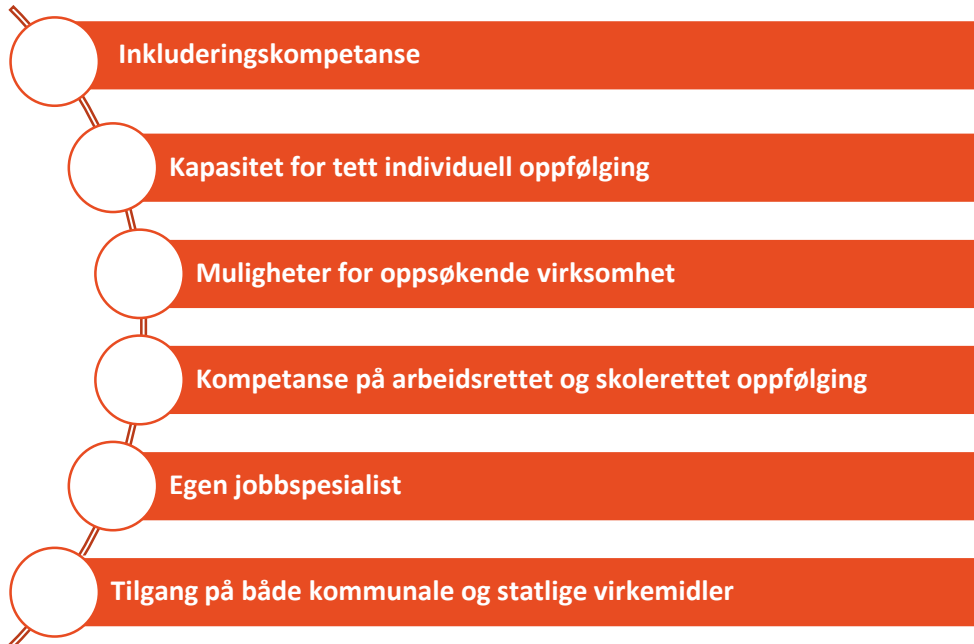 Inkluderingskompetanse
Kapasitet for tett individuell oppfølging
Muligheter for oppsøkende virksomhet
Kompetanse på arbeidsrettet og skolerettet oppfølging
Egen jobbspesialist
Tilgang på både kommunale og statlige virkemidler